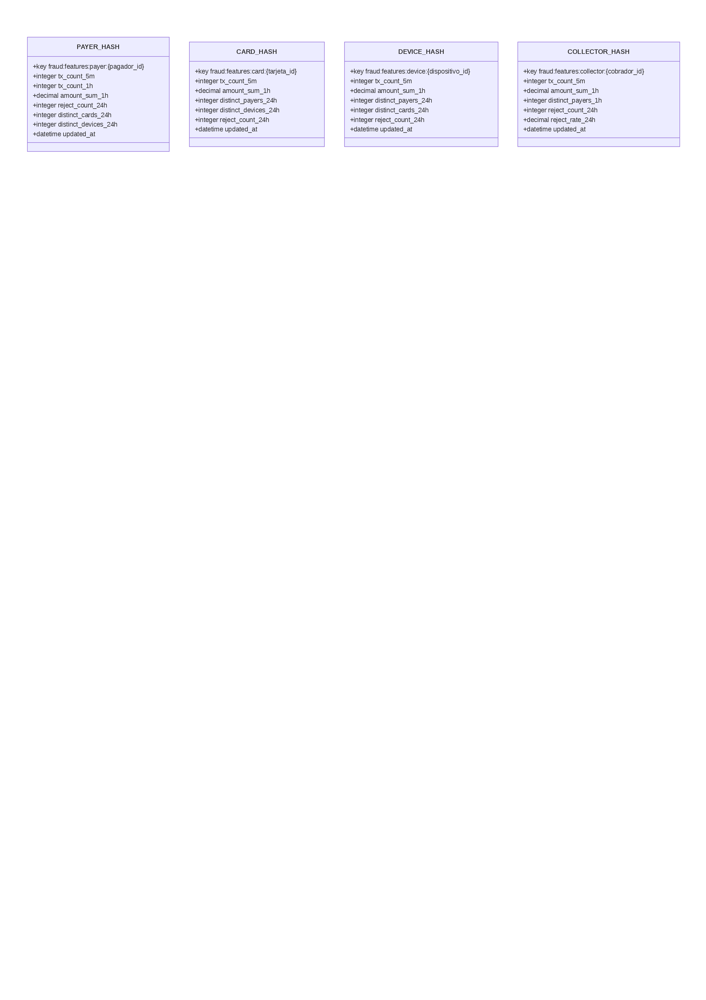 PAYER_HASH
+key fraud:features:payer:{pagador_id}
+integer tx_count_5m
+integer tx_count_1h
+decimal amount_sum_1h
+integer reject_count_24h
+integer distinct_cards_24h
+integer distinct_devices_24h
+datetime updated_at
CARD_HASH
+key fraud:features:card:{tarjeta_id}
+integer tx_count_5m
+decimal amount_sum_1h
+integer distinct_payers_24h
+integer distinct_devices_24h
+integer reject_count_24h
+datetime updated_at
DEVICE_HASH
+key fraud:features:device:{dispositivo_id}
+integer tx_count_5m
+decimal amount_sum_1h
+integer distinct_payers_24h
+integer distinct_cards_24h
+integer reject_count_24h
+datetime updated_at
COLLECTOR_HASH
+key fraud:features:collector:{cobrador_id}
+integer tx_count_5m
+decimal amount_sum_1h
+integer distinct_payers_1h
+integer reject_count_24h
+decimal reject_rate_24h
+datetime updated_at